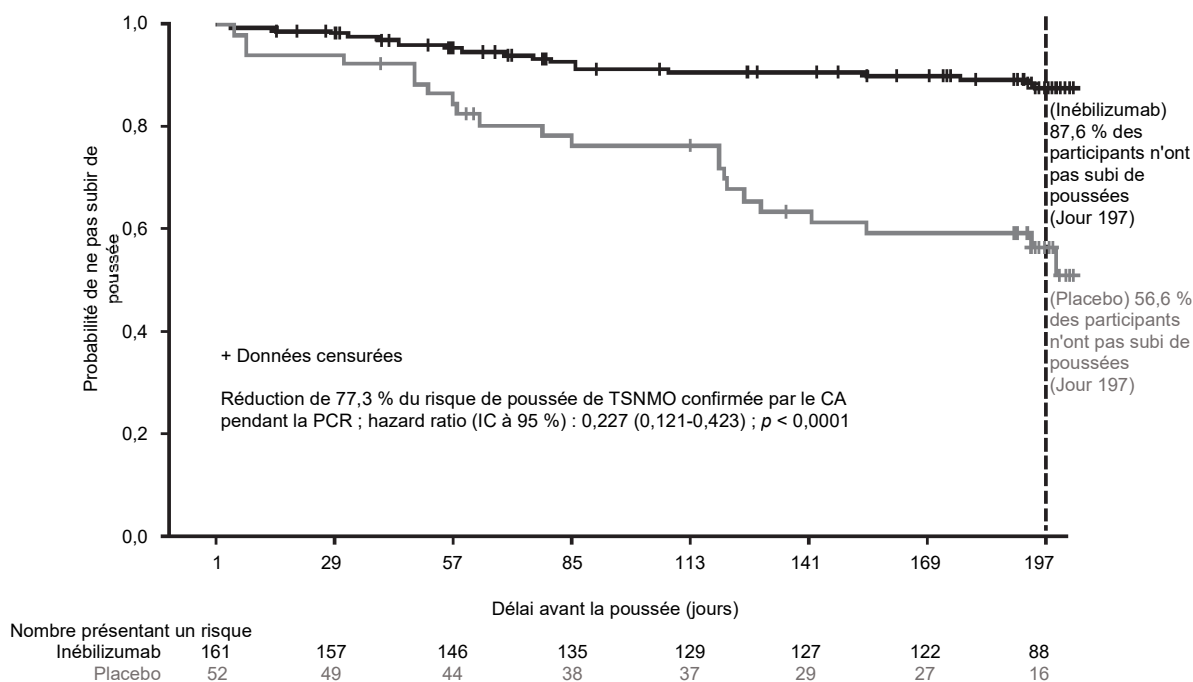 1,0
0,8
0,6
0,4
0,2
0,0
Probabilité de ne pas subir de
poussée
(Inébilizumab)
87,6 % des
participants n'ont
pas subi de
poussées
(Jour 197)
(Placebo) 56,6 %
des participants
n'ont pas subi de
poussées
(Jour 197)
+ Données censurées
Réduction de 77,3 % du risque de poussée de TSNMO confirmée par le CA
pendant la PCR ; hazard ratio (IC à 95 %) : 0,227 (0,121-0,423) ; p < 0,0001
1 29 57 85 113 141 169 197
Délai avant la poussée (jours)
Nombre présentant un risque
Inébilizumab 161 157 146 135 129 127 122 88
Placebo 52 49 44 38 37 29 27 16